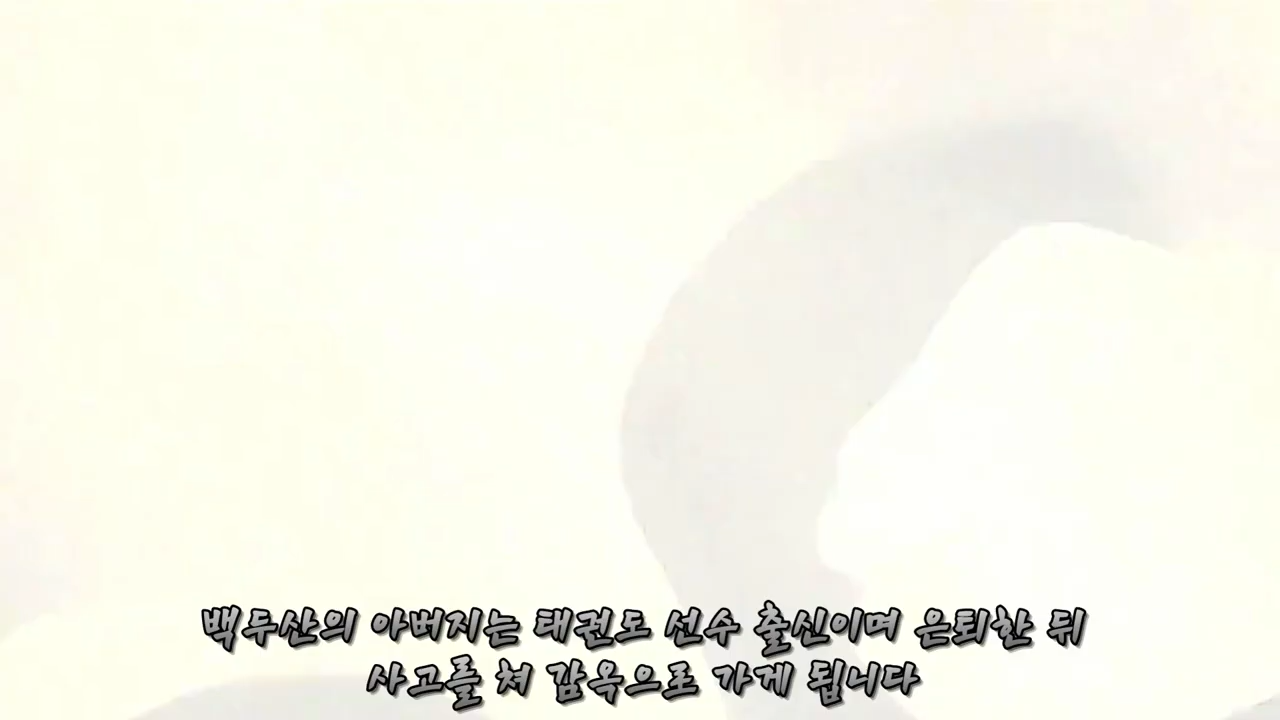 백두산의 아버지는 태권도 선수 출신이며 은퇴한 뒤
사고를 쳐 감옥으로 가게 됩니다